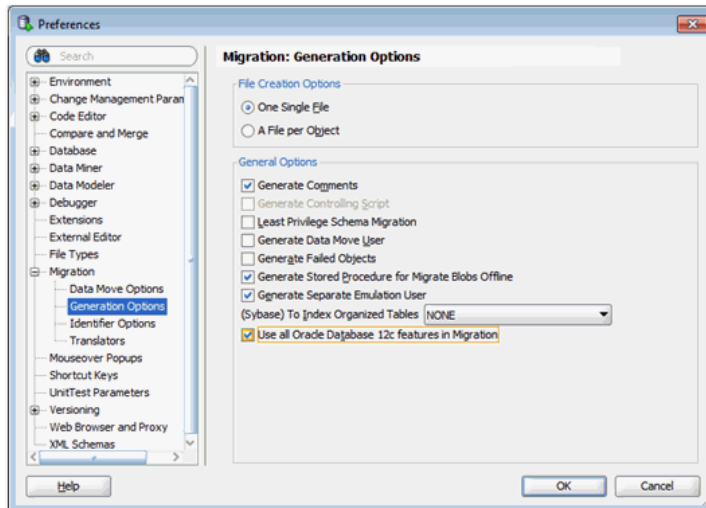 Preferences
Search
Environment
Change Management Param
Code Editor
Compare and Merge
Database
Data Miner
Data Modeler
Debugger
Extensions
External Editor
File Types
Migration
Data Move Options
Generation Options
Identifier Options
Translators
Mouseover Popups
Shortcut Keys
UnitTest Parameters
Versioning
Web Browser and Proxy
XML Schemas
Migration: Generation Options
File Creation Options
One Single File
A File per Object
General Options
Generate Comments
Generate Controlling Script
Least Privilege Schema Migration
Generate Data Move User
Generate Failed Objects
Generate Stored Procedure for Migrate Blobs Offline
Generate Separate Emulation User
(Sybase) To Index Organized Tables NONE
Use all Oracle Database 12c features in Migration
Help OK Cancel